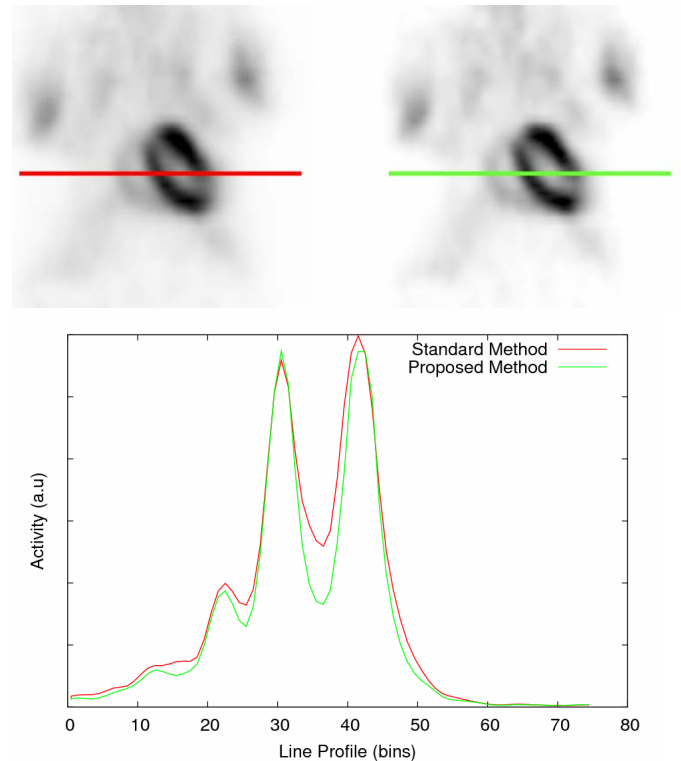 Standard Method
Proposed Method
Activity (a.u)
0 10 20 30 40 50 60 70 80
Line Profile (bins)